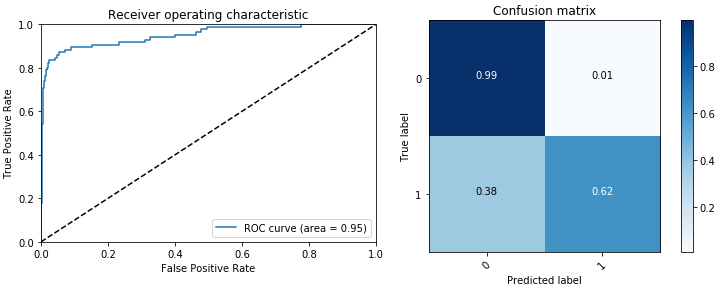 Receiver operating characteristic
1.0
0.8
0.6
0.4
0.2
0.0
True Positive Rate
ROC curve (area = 0.95)
0.0 0.2 0.4 0.6 0.8 1.0
False Positive Rate
Confusion matrix
True label
0
1
0.99 0.01
0.38 0.62
0 1
Predicted label
0.8
0.6
0.4
0.2